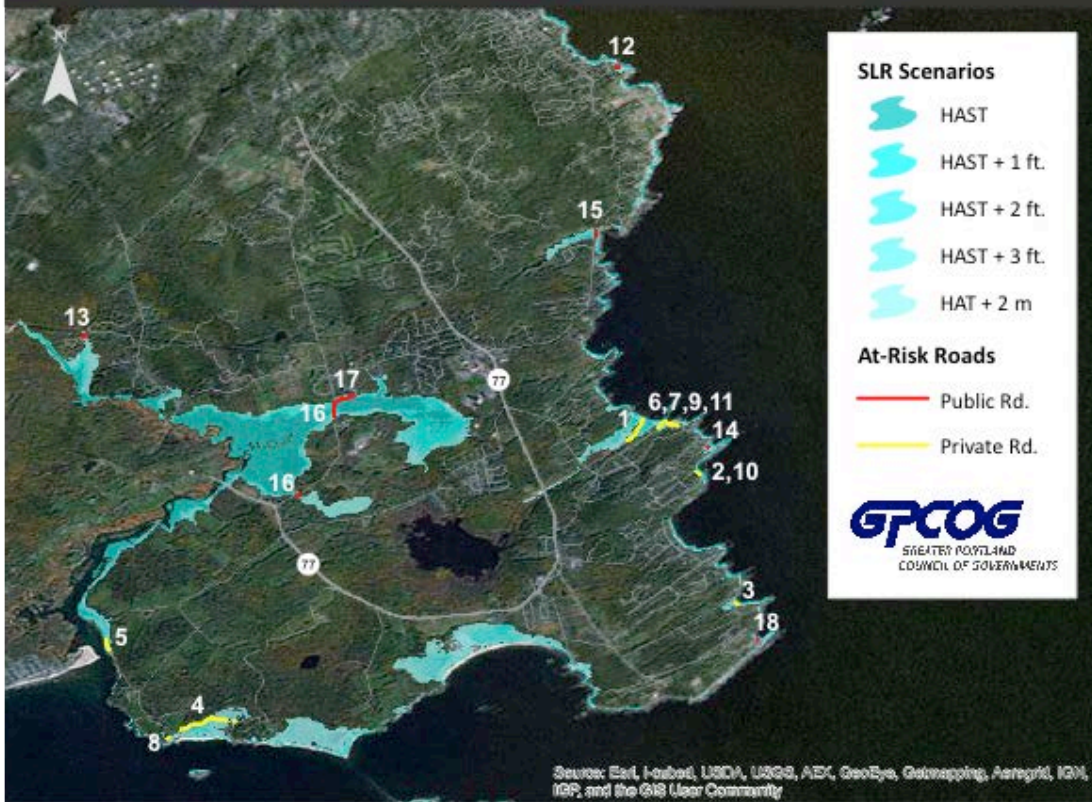 N
12
15
13
17
16
16
77
77
1
6,7,9,11
14
2,10
3
18
5
4
8
SLR Scenarios
HAST
HAST + 1 ft.
HAST + 2 ft.
HAST + 3 ft.
HAT + 2 m
At-Risk Roads
Public Rd.
Private Rd.
GPCOG
GREATER PORTLAND
COUNCIL OF GOVERNMENTS
Source: Esri, i-cubed, USDA, USGS, AEX, GeoEye, Getmapping, Aerogrid, IGN,
IGP, and the GIS User Community